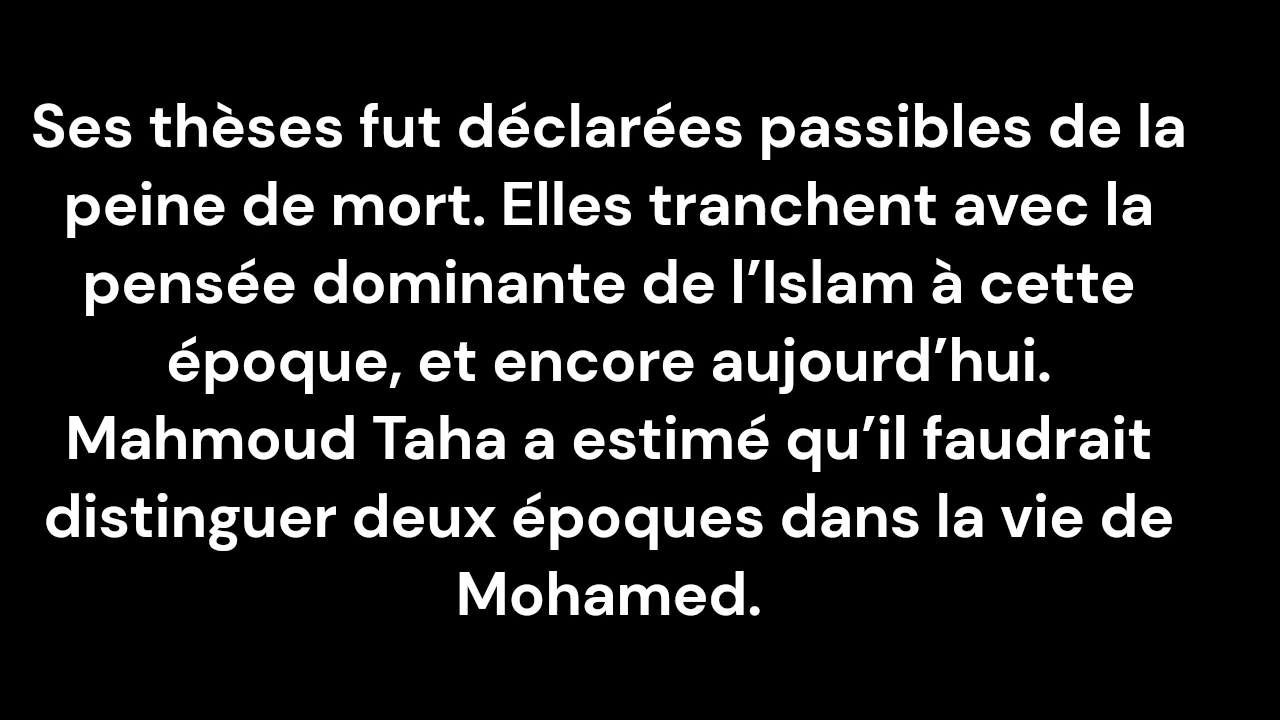 Ses thèses fut déclarées passibles de la
peine de mort. Elles tranchent avec la
pensée dominante de l’Islam à cette
époque, et encore aujourd’hui.
Mahmoud Taha a estimé qu’il faudrait
distinguer deux époques dans la vie de
Mohamed.